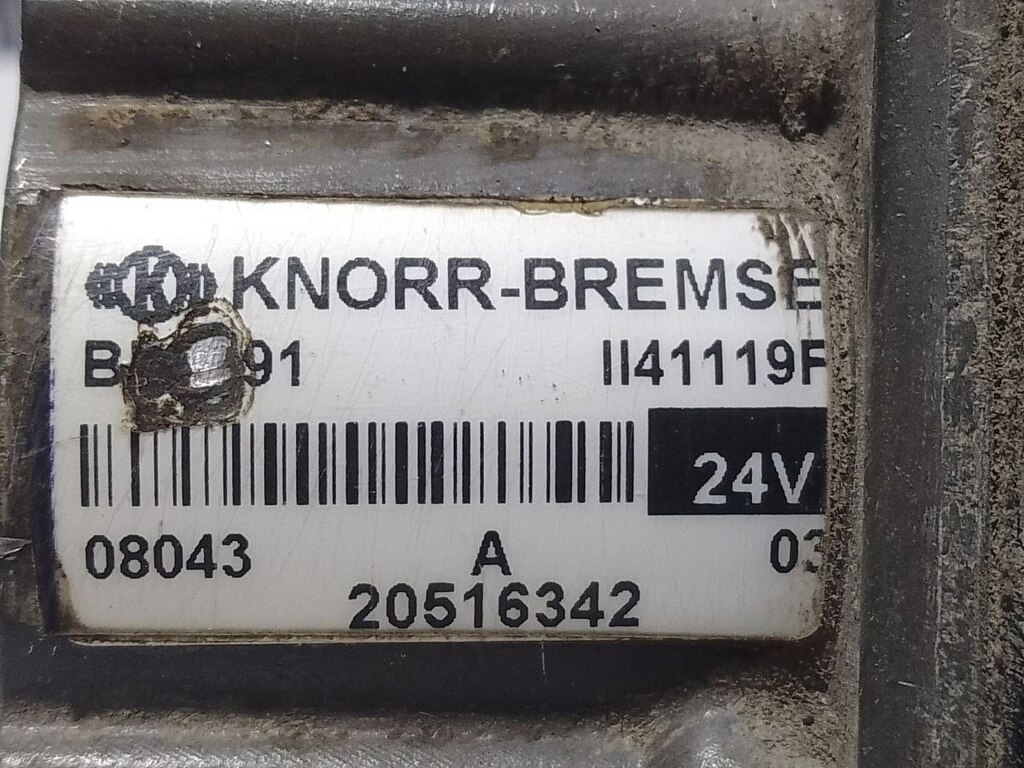 KNORR-BREMSE
II41119F
24V
08043 A 03
20516342